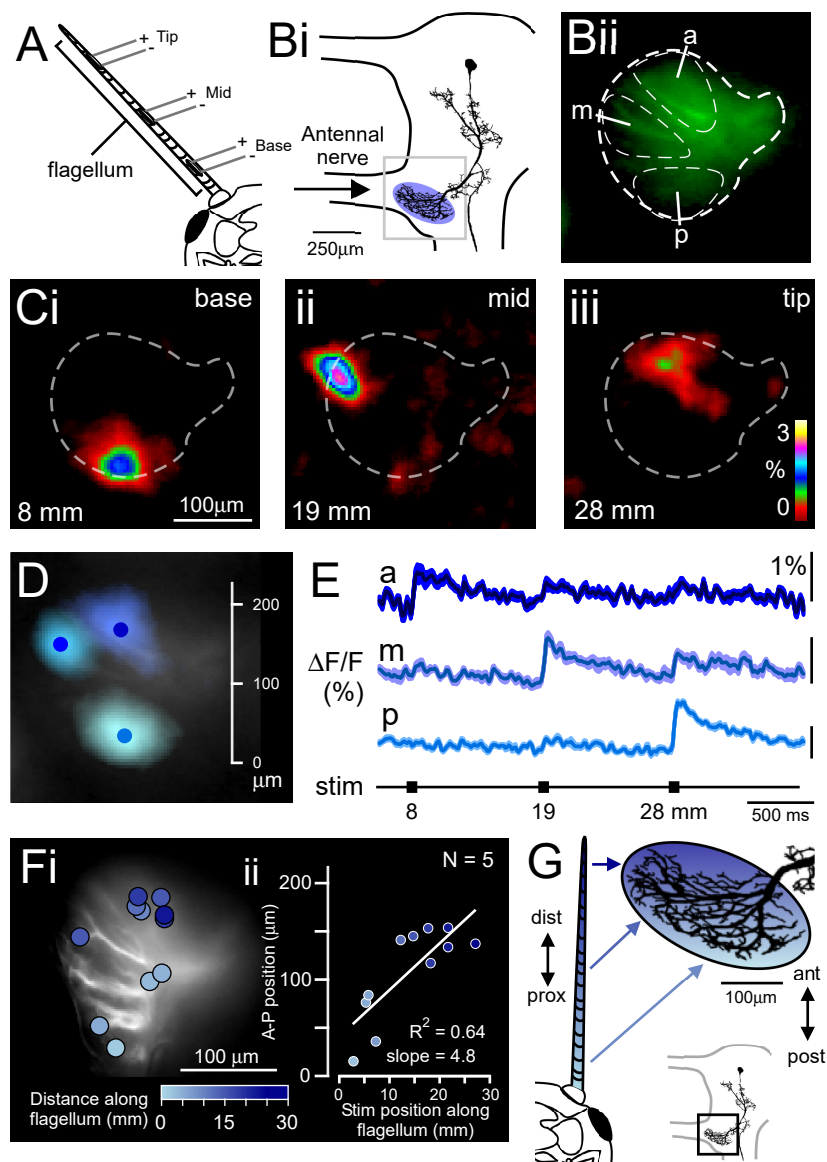 A
+ Tip
-
+ Mid
-
+ Base
-
flagellum
Bi
Antennal
nerve
250µm
Bii
a
m
p
Ci
base
8 mm
100µm
ii
mid
19 mm
iii
tip
3
%
0
28 mm
D
200
100
0
µm
E
a
1%
m
ΔF/F
(%)
p
stim
8
19
28 mm
500 ms
Fi
100 µm
Distance along
flagellum (mm)
0
15
30
ii
N = 5
A-P position (µm)
200
100
0
R² = 0.64
slope = 4.8
0
5
10
15
20
30
Stim position along
flagellum (mm)
G
dist
prox
100µm
ant
post